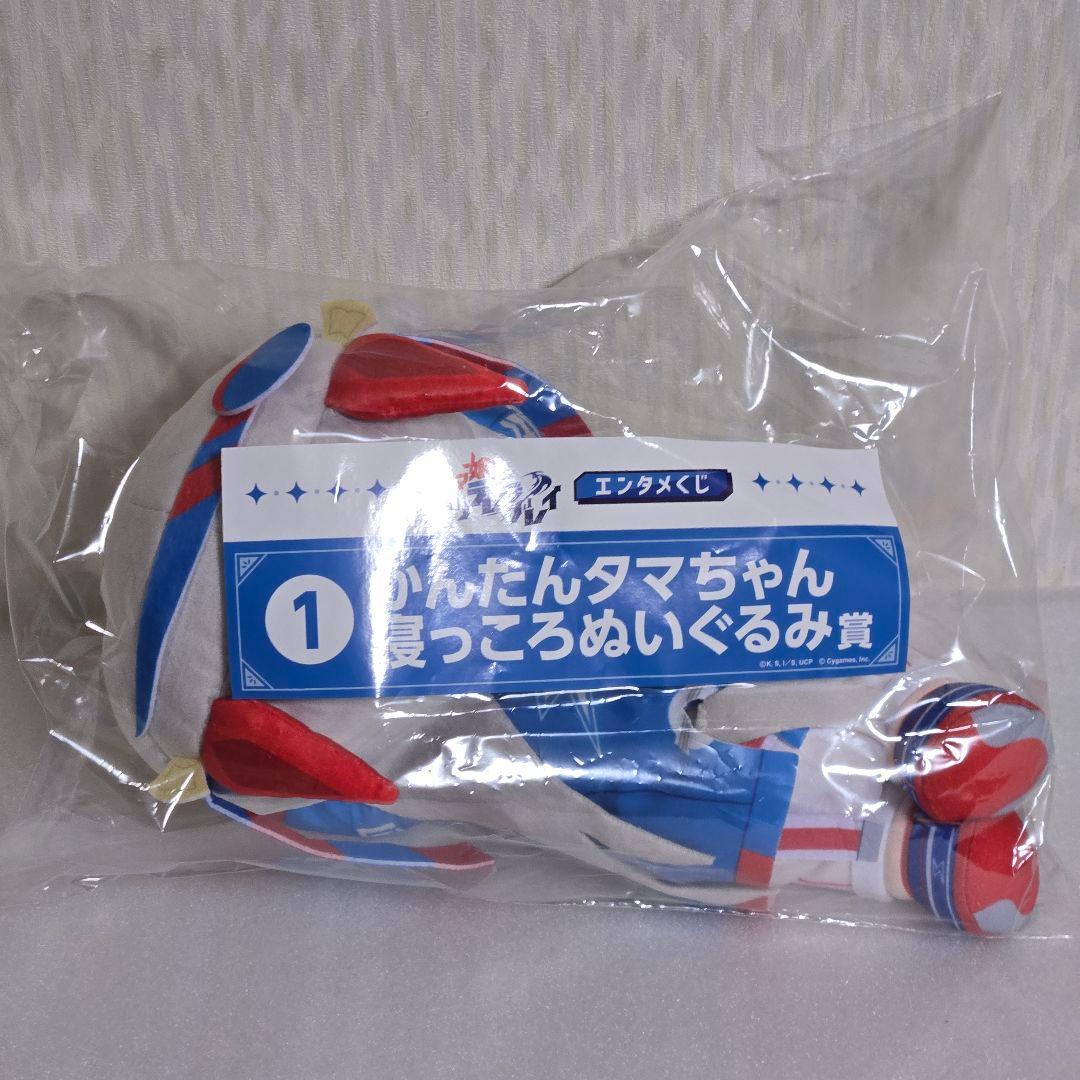 エンタメくじ
1
かんたんタマちゃん
寝っころぬいぐるみ賞
©K, S, I/S, UCP © Cygames, Inc.